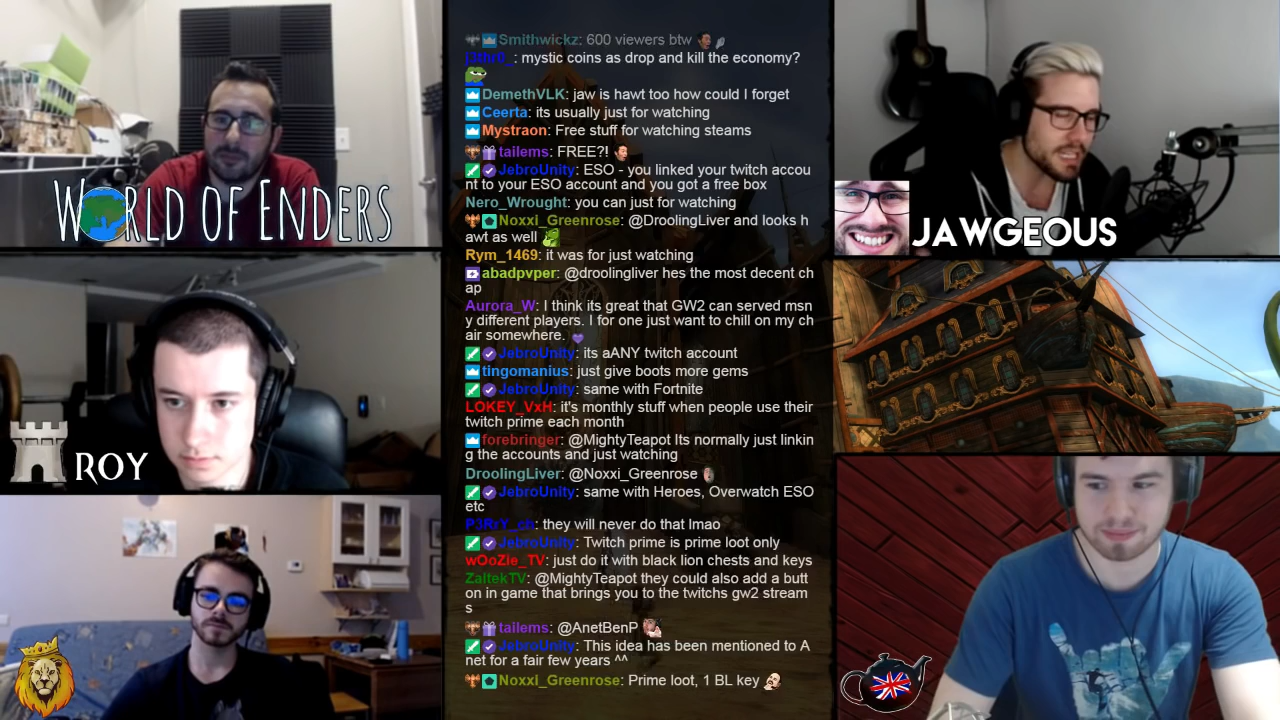 WORLD OF ENDERS
ROY
Smithwickz: 600 viewers btw
j3thr0_: mystic coins as drop and kill the economy?
DemethVLK: jaw is hawt too how could I forget
Ceerta: its usually just for watching
Mystraon: Free stuff for watching steams
tailems: FREE?!
JebroUnity: ESO - you linked your twitch accou
nt to your ESO account and you got a free box
Nero_Wrought: you can just for watching
Noxxi_Greenrose: @DroolingLiver and looks h
awt as well
Rym_1469: it was for just watching
abadpvper: @droolingliver hes the most decent ch
ap
Aurora_W: I think its great that GW2 can served msn
y different players. I for one just want to chill on my ch
air somewhere.
JebroUnity: its aANY twitch account
tingomanius: just give boots more gems
JebroUnity: same with Fortnite
LOKEY_VxH: it's monthly stuff when people use their
twitch prime each month
forebringer: @MightyTeapot Its normally just linkin
g the accounts and just watching
DroolingLiver: @Noxxi_Greenrose
JebroUnity: same with Heroes, Overwatch ESO
etc
P3RrY_ch: they will never do that lmao
JebroUnity: Twitch prime is prime loot only
wOoZie_TV: just do it with black lion chests and keys
ZaltekTV: @MightyTeapot they could also add a butt
on in game that brings you to the twitchs gw2 stream
s
tailems: @AnetBenP
JebroUnity: This idea has been mentioned to A
net for a fair few years ^^
Noxxi_Greenrose: Prime loot, 1 BL key
JAWGEOUS